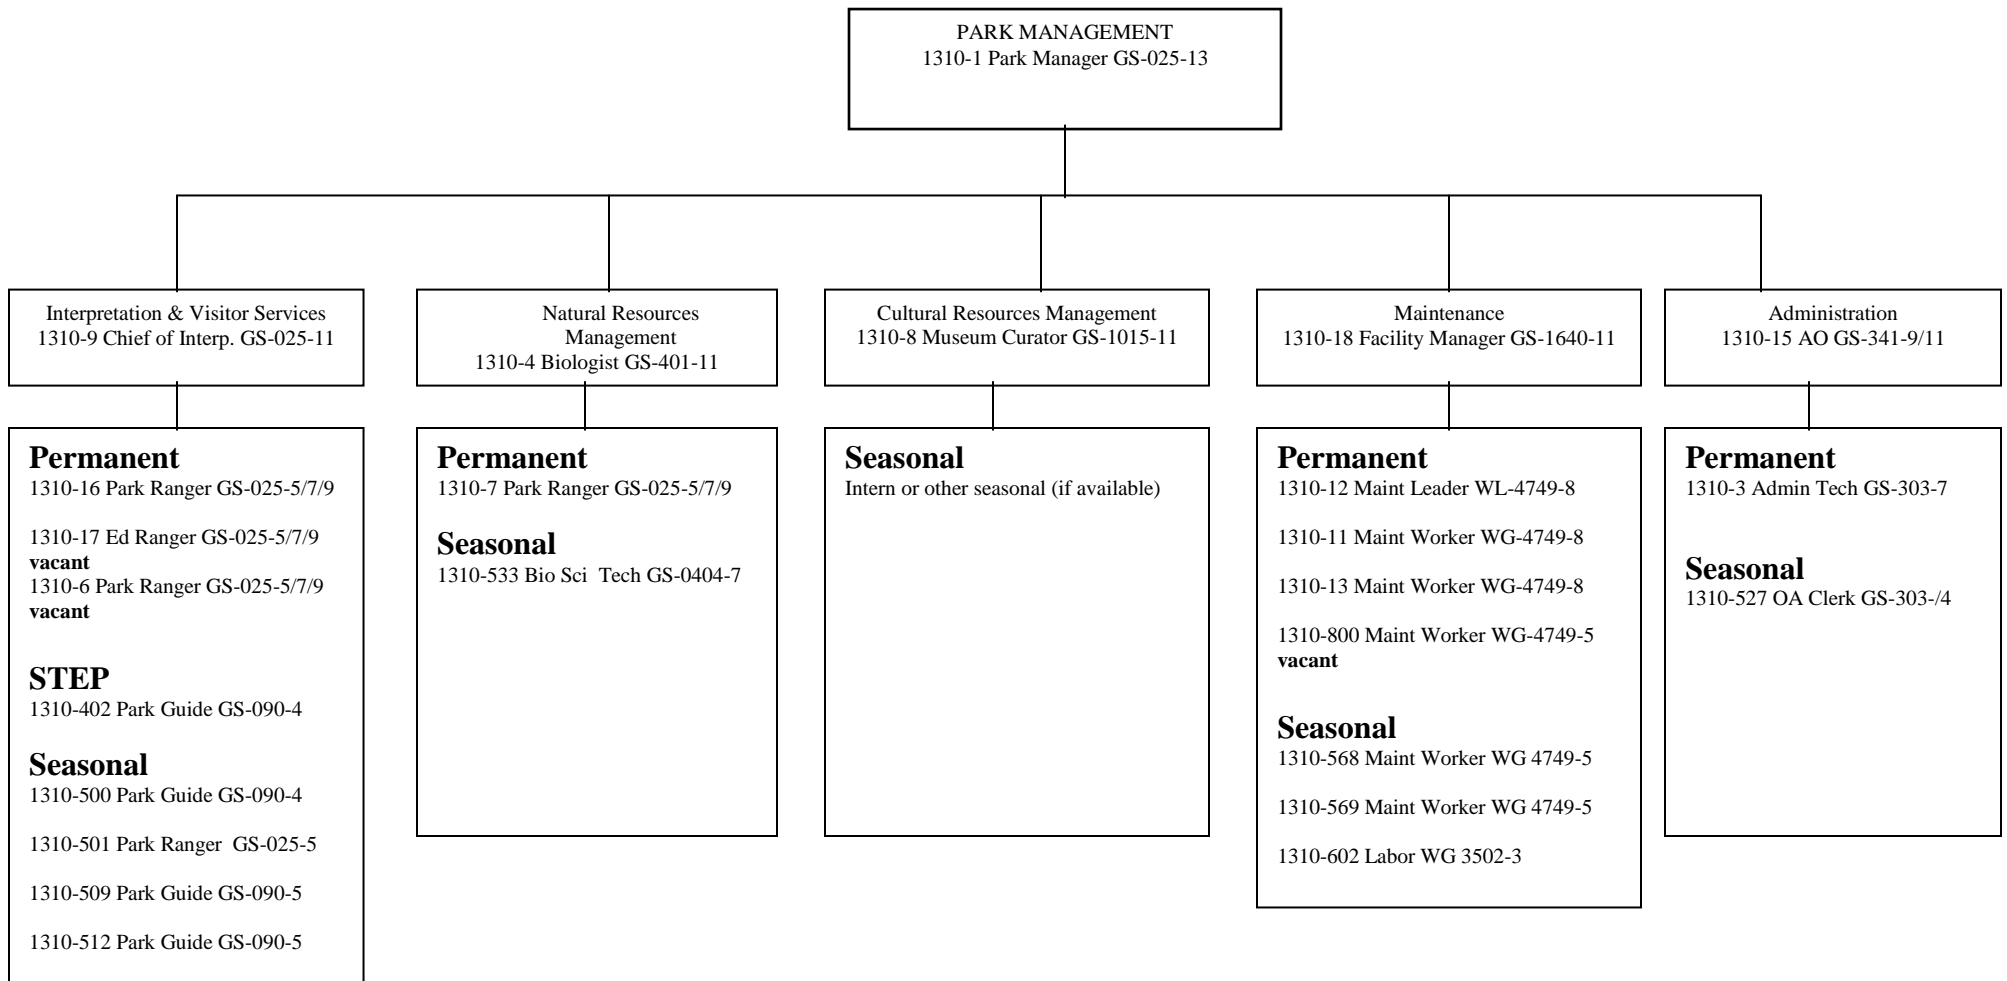 PARK MANAGEMENT
1310-1 Park Manager GS-025-13
Interpretation & Visitor Services
1310-9 Chief of Interp. GS-025-11
Natural Resources
Management
1310-4 Biologist GS-401-11
Cultural Resources Management
1310-8 Museum Curator GS-1015-11
Maintenance
1310-18 Facility Manager GS-1640-11
Administration
1310-15 AO GS-341-9/11
Permanent
1310-16 Park Ranger GS-025-5/7/9
1310-17 Ed Ranger GS-025-5/7/9
vacant
1310-6 Park Ranger GS-025-5/7/9
vacant
STEP
1310-402 Park Guide GS-090-4
Seasonal
1310-500 Park Guide GS-090-4
1310-501 Park Ranger  GS-025-5
1310-509 Park Guide GS-090-5
1310-512 Park Guide GS-090-5
Permanent
1310-7 Park Ranger GS-025-5/7/9
Seasonal
1310-533 Bio Sci  Tech GS-0404-7
Seasonal
Intern or other seasonal (if available)
Permanent
1310-12 Maint Leader WL-4749-8
1310-11 Maint Worker WG-4749-8
1310-13 Maint Worker WG-4749-8
1310-800 Maint Worker WG-4749-5
vacant
Seasonal
1310-568 Maint Worker WG 4749-5
1310-569 Maint Worker WG 4749-5
1310-602 Labor WG 3502-3
Permanent
1310-3 Admin Tech GS-303-7
Seasonal
1310-527 OA Clerk GS-303-/4